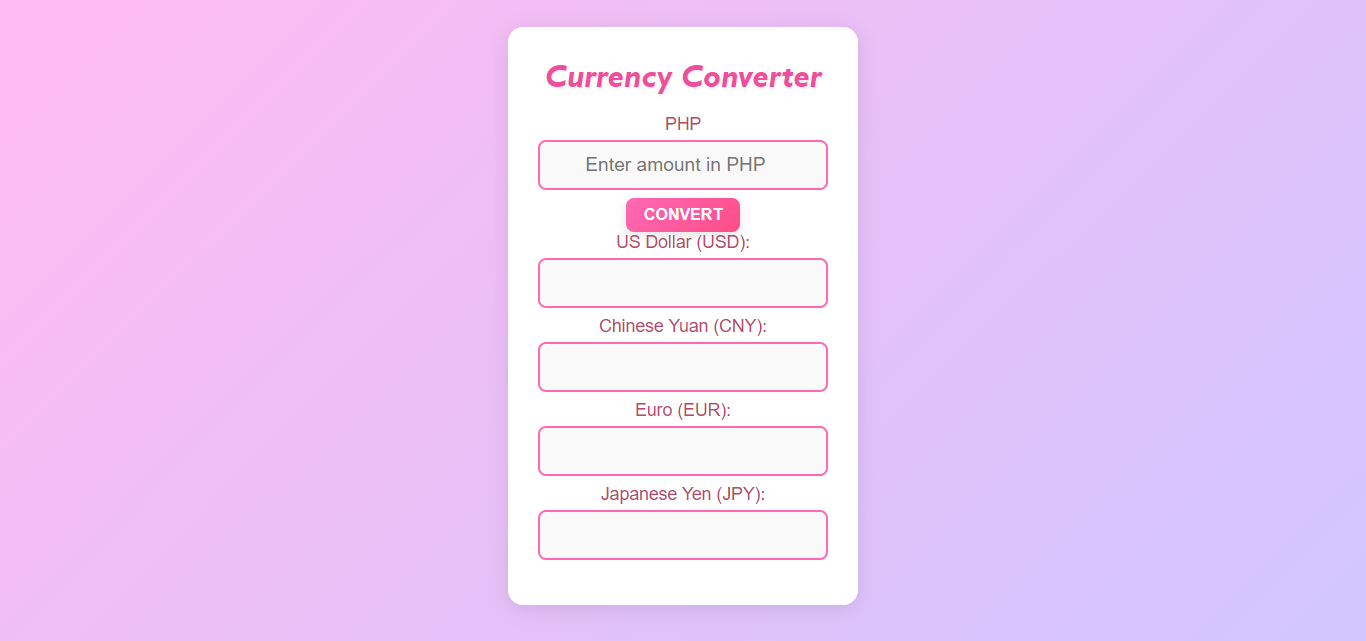 Currency Converter
PHP
Enter amount in PHP
CONVERT
US Dollar (USD):
Chinese Yuan (CNY):
Euro (EUR):
Japanese Yen (JPY):